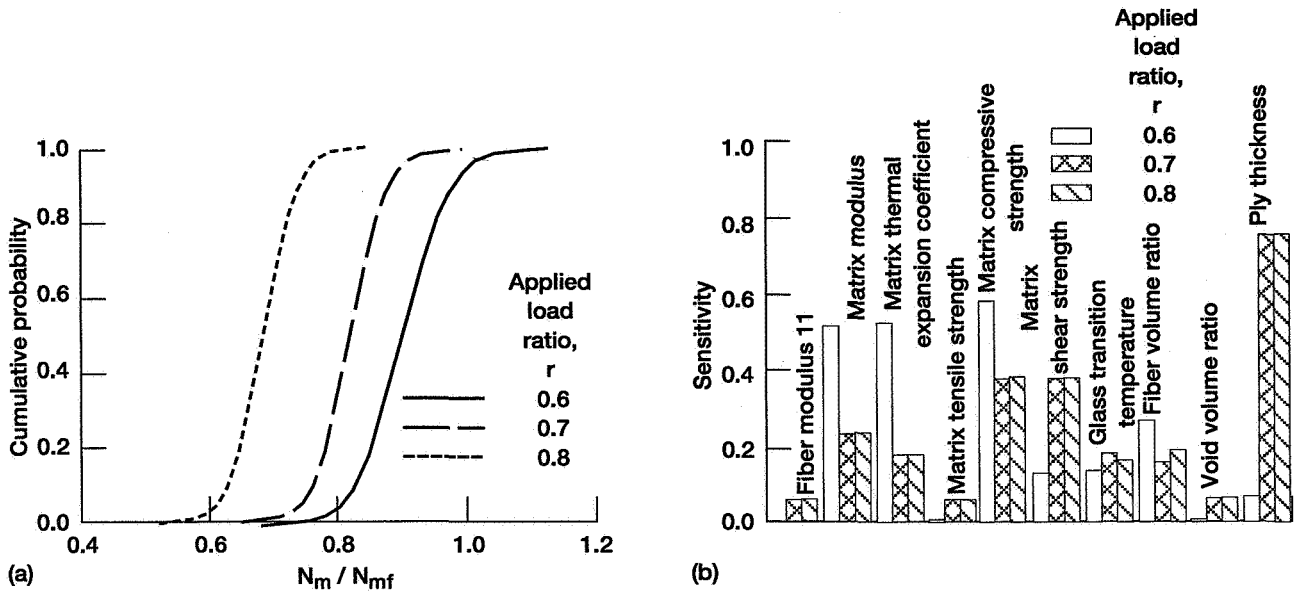 Cumulative probability
1.0
0.8
0.6
0.4
0.2
0.0
0.4
0.6
0.8
1.0
1.2
Nm / Nmf
(a)
Applied
load
ratio,
r
0.6
0.7
0.8
Sensitivity
1.0
0.8
0.6
0.4
0.2
0.0
(b)
Fiber modulus 11
Matrix modulus
Matrix thermal
expansion coefficient
Matrix tensile strength
Matrix compressive
strength
Matrix
shear strength
Glass transition
temperature
Fiber volume ratio
Void volume ratio
Ply thickness
Applied
load
ratio,
r
0.6
0.7
0.8